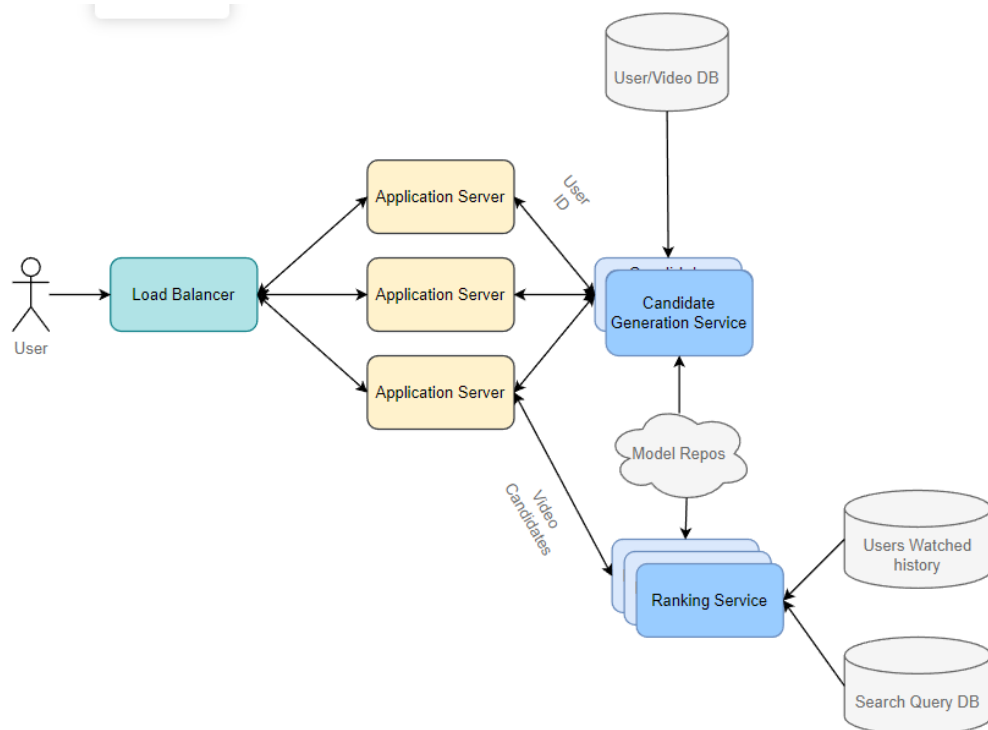 User/Video DB
Application Server
User
ID
Load Balancer
Application Server
Candidate
Generation Service
User
Application Server
Model Repos
Video
Candidates
Users Watched
history
Ranking Service
Search Query DB